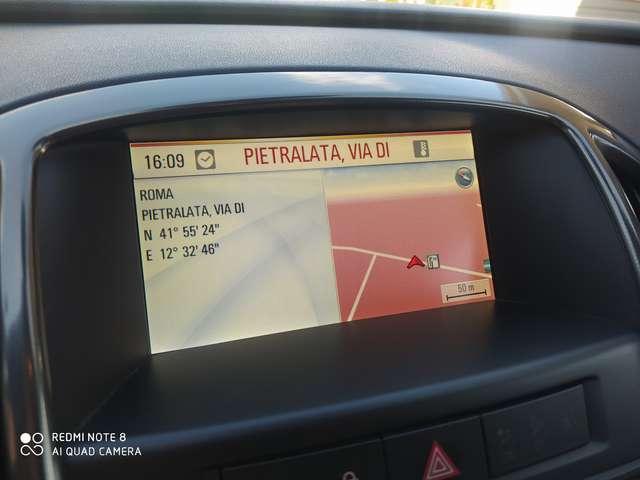 16:09 PIETRALATA, VIA DI
ROMA
PIETRALATA, VIA DI
N 41° 55' 24"
E 12° 32' 46"
50 m
REDMI NOTE 8
AI QUAD CAMERA